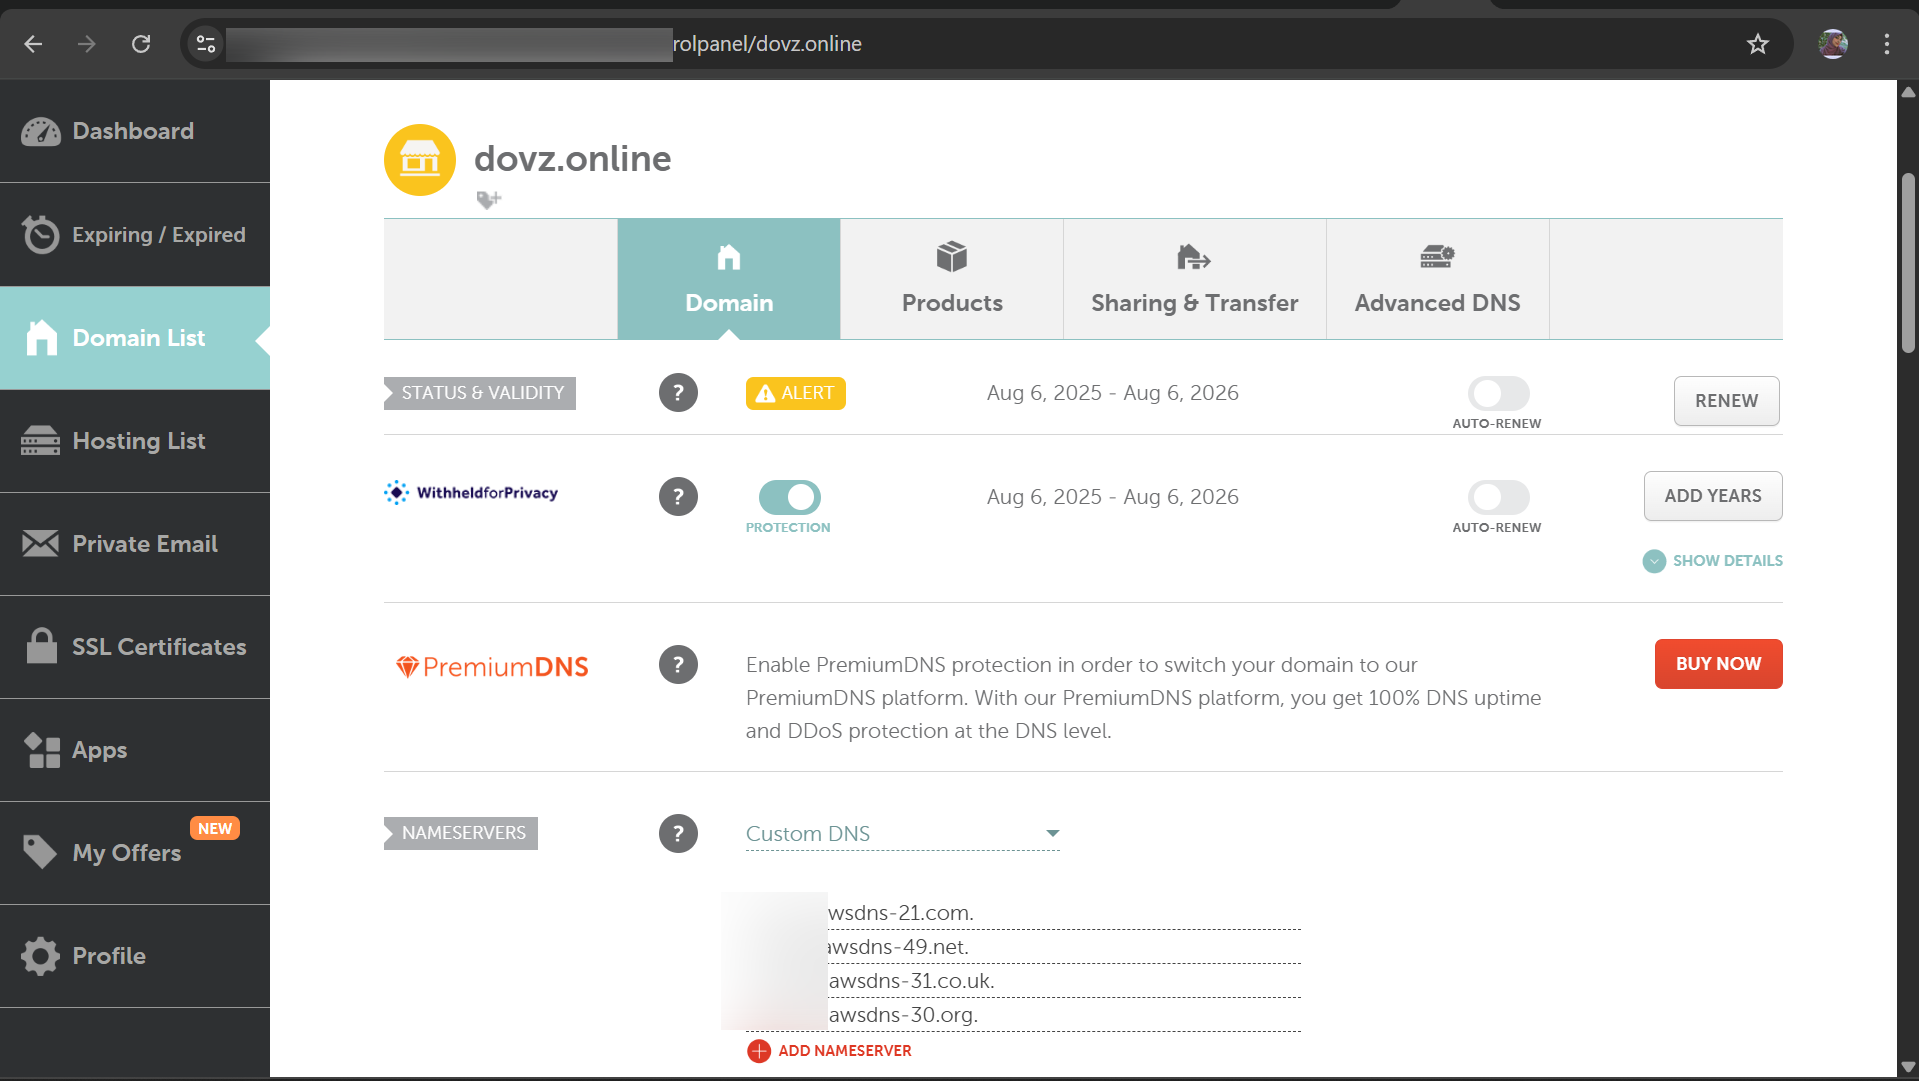 rolpanel/dovz.online
Dashboard
Expiring / Expired
Domain List
Hosting List
Private Email
SSL Certificates
Apps
NEW
My Offers
Profile
dovz.online
Domain
Products
Sharing & Transfer
Advanced DNS
STATUS & VALIDITY
?
ALERT
Aug 6, 2025 - Aug 6, 2026
AUTO-RENEW
RENEW
WithheldforPrivacy
?
PROTECTION
Aug 6, 2025 - Aug 6, 2026
AUTO-RENEW
ADD YEARS
SHOW DETAILS
PremiumDNS
?
Enable PremiumDNS protection in order to switch your domain to our
PremiumDNS platform. With our PremiumDNS platform, you get 100% DNS uptime
and DDoS protection at the DNS level.
BUY NOW
NAMESERVERS
?
Custom DNS
wsdns-21.com.
awsdns-49.net.
awsdns-31.co.uk.
awsdns-30.org.
ADD NAMESERVER